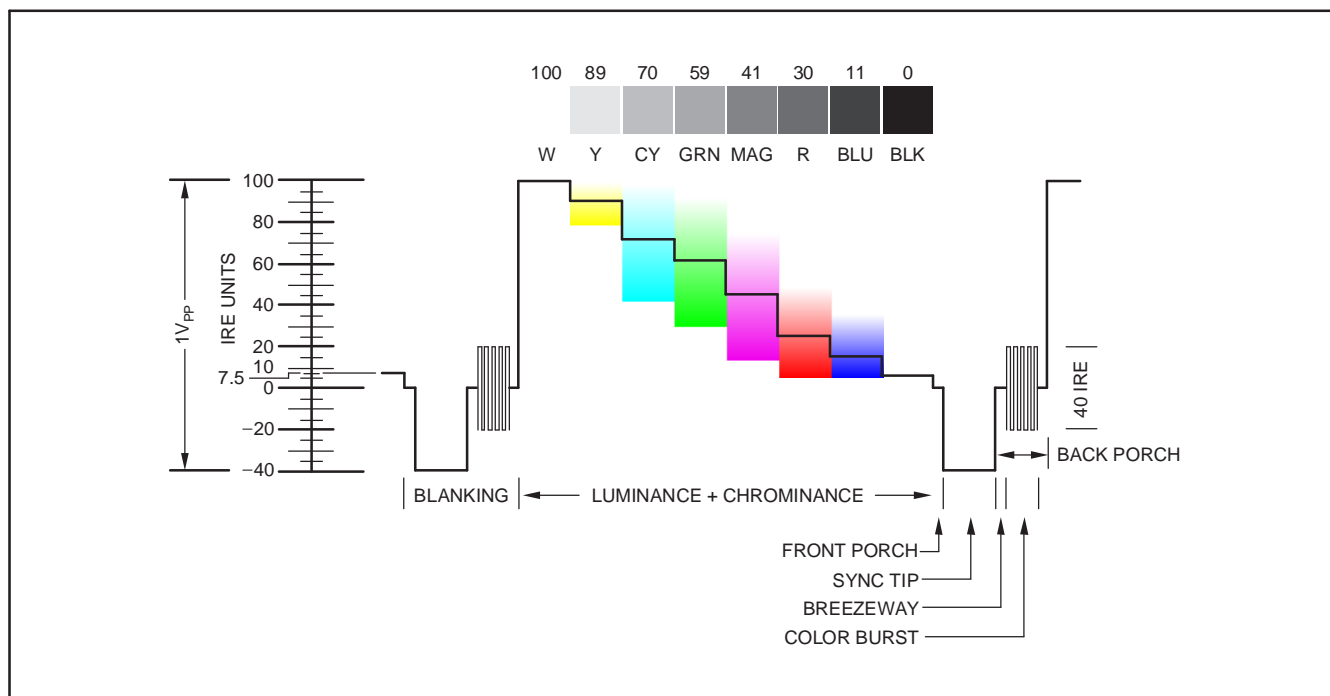 100 89 70 59 41 30 11 0
W Y CY GRN MAG R BLU BLK
1VPP
IRE UNITS
100
80
60
40
20
10
7.5
0
−20
−40
40 IRE
BACK PORCH
BLANKING
LUMINANCE + CHROMINANCE
FRONT PORCH
SYNC TIP
BREEZEWAY
COLOR BURST